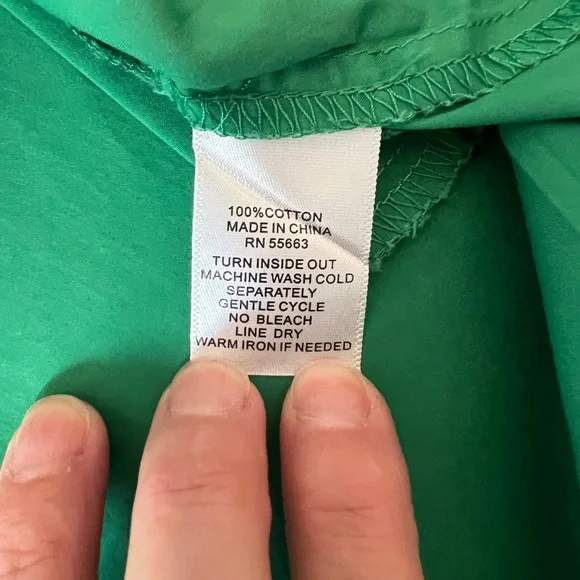 100%COTTON
MADE IN CHINA
RN 55663
TURN INSIDE OUT
MACHINE WASH COLD
SEPARATELY
GENTLE CYCLE
NO BLEACH
LINE DRY
WARM IRON IF NEEDED